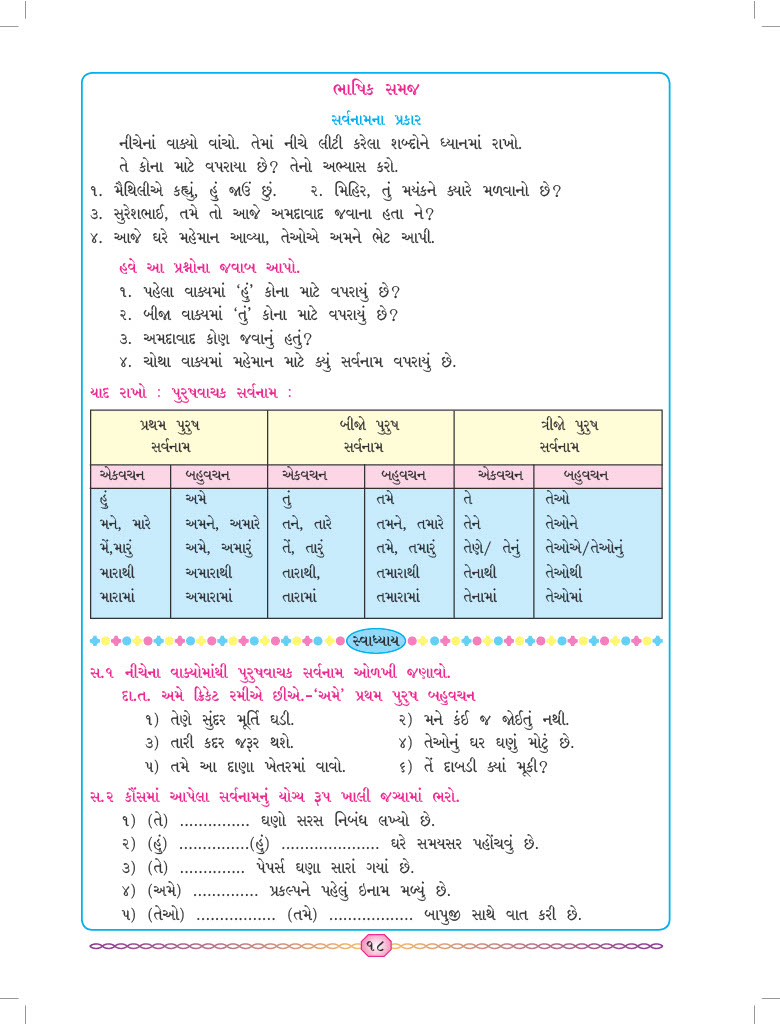 ભાષિક સમજ
સર્વનામના પ્રકાર
નીચેનાં વાક્યો વાંચો. તેમાં નીચે લીટી કરેલા શબ્દોને ધ્યાનમાં રાખો.
તે કોના માટે વપરાયા છે? તેનો અભ્યાસ કરો.
૧. મૈથિલીએ કહ્યું, હું જાઉં છું. ૨. મિહિર, તું મયંકને ક્યારે મળવાનો છે?
૩. સુરેશભાઈ, તમે તો આજે અમદાવાદ જવાના હતા ને?
૪. આજે ઘરે મહેમાન આવ્યા, તેઓએ અમને ભેટ આપી.
હવે આ પ્રશ્નોના જવાબ આપો.
૧. પહેલા વાક્યમાં ‘હું’ કોના માટે વપરાયું છે?
૨. બીજા વાક્યમાં ‘તું’ કોના માટે વપરાયું છે?
૩. અમદાવાદ કોણ જવાનું હતું?
૪. ચોથા વાક્યમાં મહેમાન માટે ક્યું સર્વનામ વપરાયું છે.
યાદ રાખો : પુરુષવાચક સર્વનામ :
પ્રથમ પુરુષ બીજો પુરુષ ત્રીજો પુરુષ
સર્વનામ સર્વનામ સર્વનામ
એકવચન બહુવચન એકવચન બહુવચન એકવચન બહુવચન
હું અમે તું તમે તે તેઓ
મને, મારે અમને, અમારે તને, તારે તમને, તમારે તેને તેઓને
મેં,મારું અમે, અમારું તેં, તારું તમે, તમારું તેણે/ તેનું તેઓએ/તેઓનું
મારાથી અમારાથી તારાથી, તમારાથી તેનાથી તેઓથી
મારામાં અમારામાં તારામાં તમારામાં તેનામાં તેઓમાં
સ્વાધ્યાય
સ.૧ નીચેના વાક્યોમાંથી પુરુષવાચક સર્વનામ ઓળખી જણાવો.
દા.ત. અમે ક્રિકેટ રમીએ છીએ.-‘અમે’ પ્રથમ પુરુષ બહુવચન
૧) તેણે સુંદર મૂર્તિ ઘડી. ૨) મને કંઈ જ જોઈતું નથી.
૩) તારી કદર જરૂર થશે. ૪) તેઓનું ઘર ઘણું મોટું છે.
૫) તમે આ દાણા ખેતરમાં વાવો. ૬) તેં દાબડી ક્યાં મૂકી?
સ.૨ કૌંસમાં આપેલા સર્વનામનું યોગ્ય રૂપ ખાલી જગ્યામાં ભરો.
૧) (તે) ............... ઘણો સરસ નિબંધ લખ્યો છે.
૨) (હું) ...............(હું) ..................... ઘરે સમયસર પહોંચવું છે.
૩) (તે) .............. પેપર્સ ઘણા સારાં ગયાં છે.
૪) (અમે) .............. પ્રકલ્પને પહેલું ઇનામ મળ્યું છે.
૫) (તેઓ) ................. (તમે) .................. બાપુજી સાથે વાત કરી છે.
૧૮